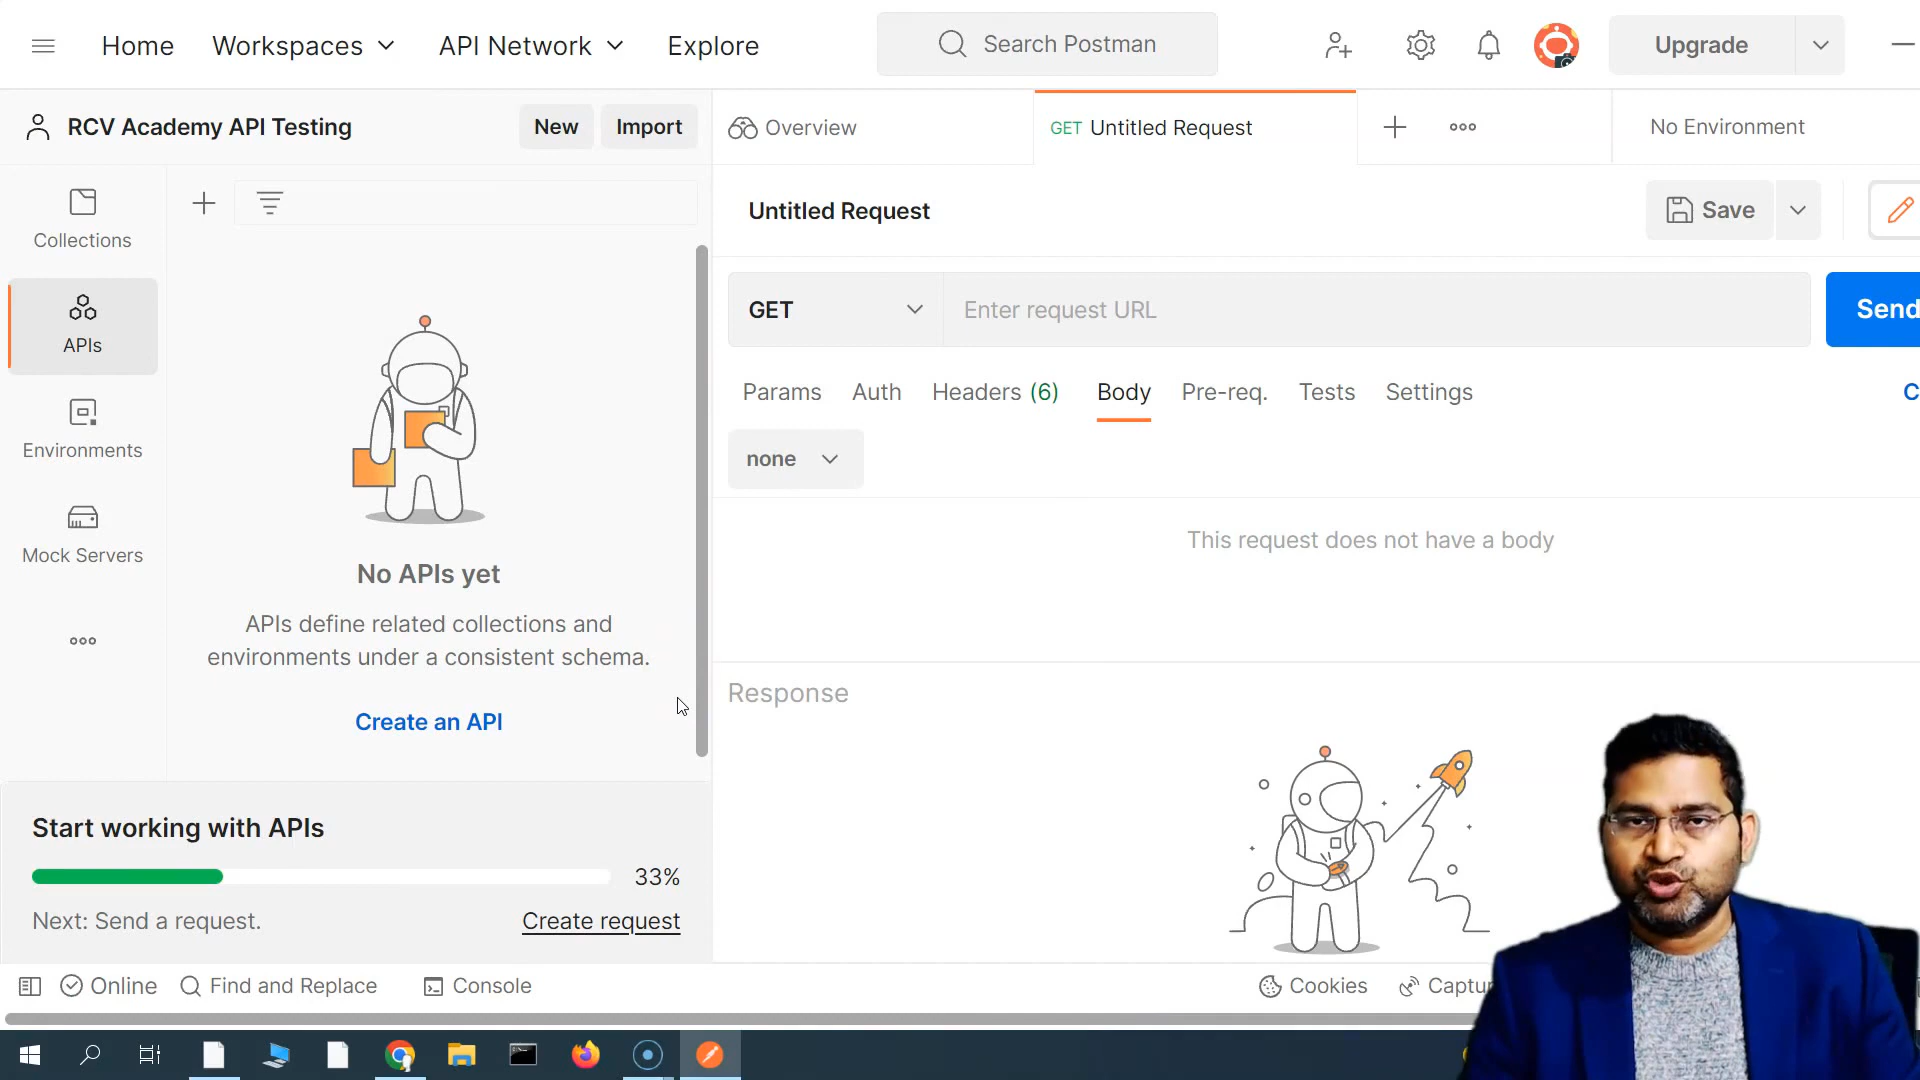 Home
Workspaces
API Network
Explore
Search Postman
Upgrade
RCV Academy API Testing
New
Import
Overview
GET Untitled Request
No Environment
Collections
APIs
Environments
Mock Servers
No APIs yet
APIs define related collections and
environments under a consistent schema.
Create an API
Start working with APIs
33%
Next: Send a request.
Create request
Untitled Request
Save
GET
Enter request URL
Send
Params
Auth
Headers (6)
Body
Pre-req.
Tests
Settings
C
none
This request does not have a body
Response
Online
Find and Replace
Console
Cookies
Captur